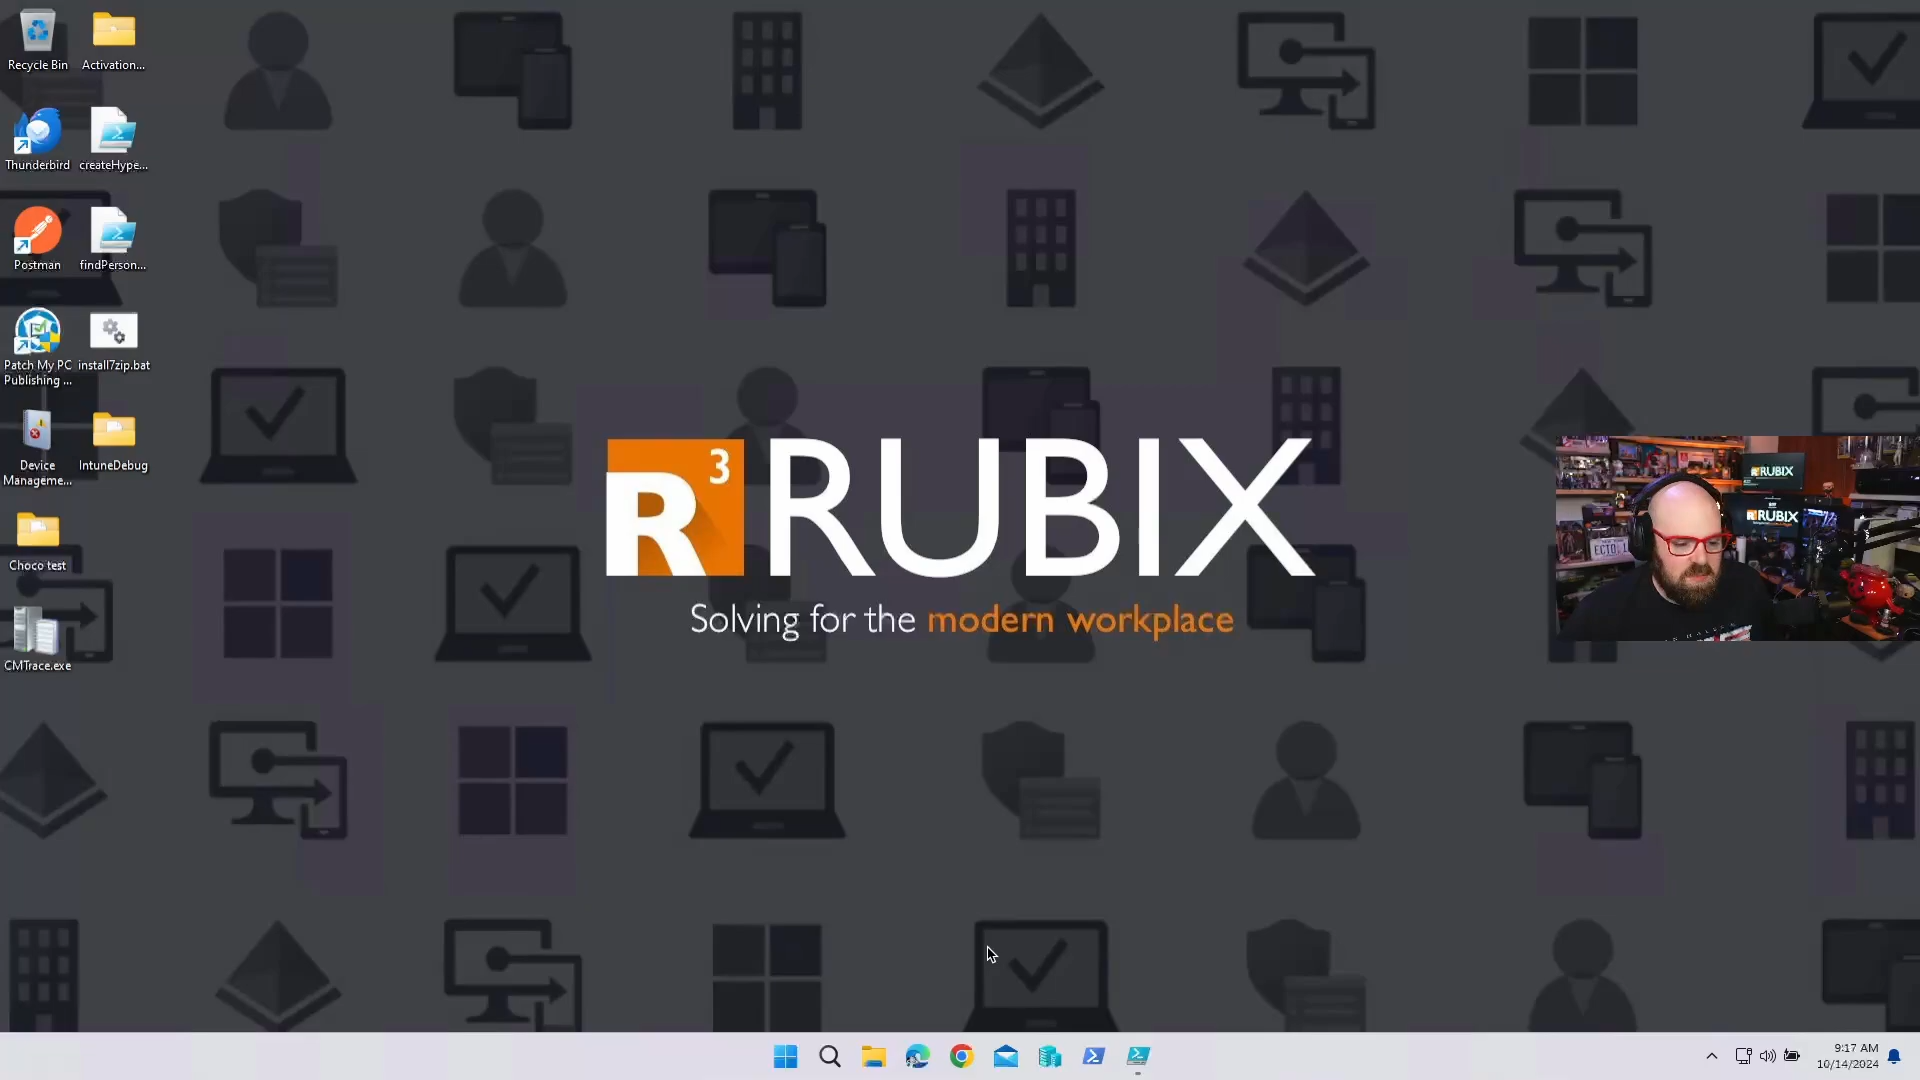 Recycle Bin
Activation...
Thunderbird
createHype...
Postman
findPerson...
Patch My PC
Publishing ...
install7zip.bat
Device
Manageme...
IntuneDebug
Choco test
CMTrace.exe
R3 RUBIX
Solving for the modern workplace
RUBIX
RUBIX
ECTO
9:17 AM
10/14/2024